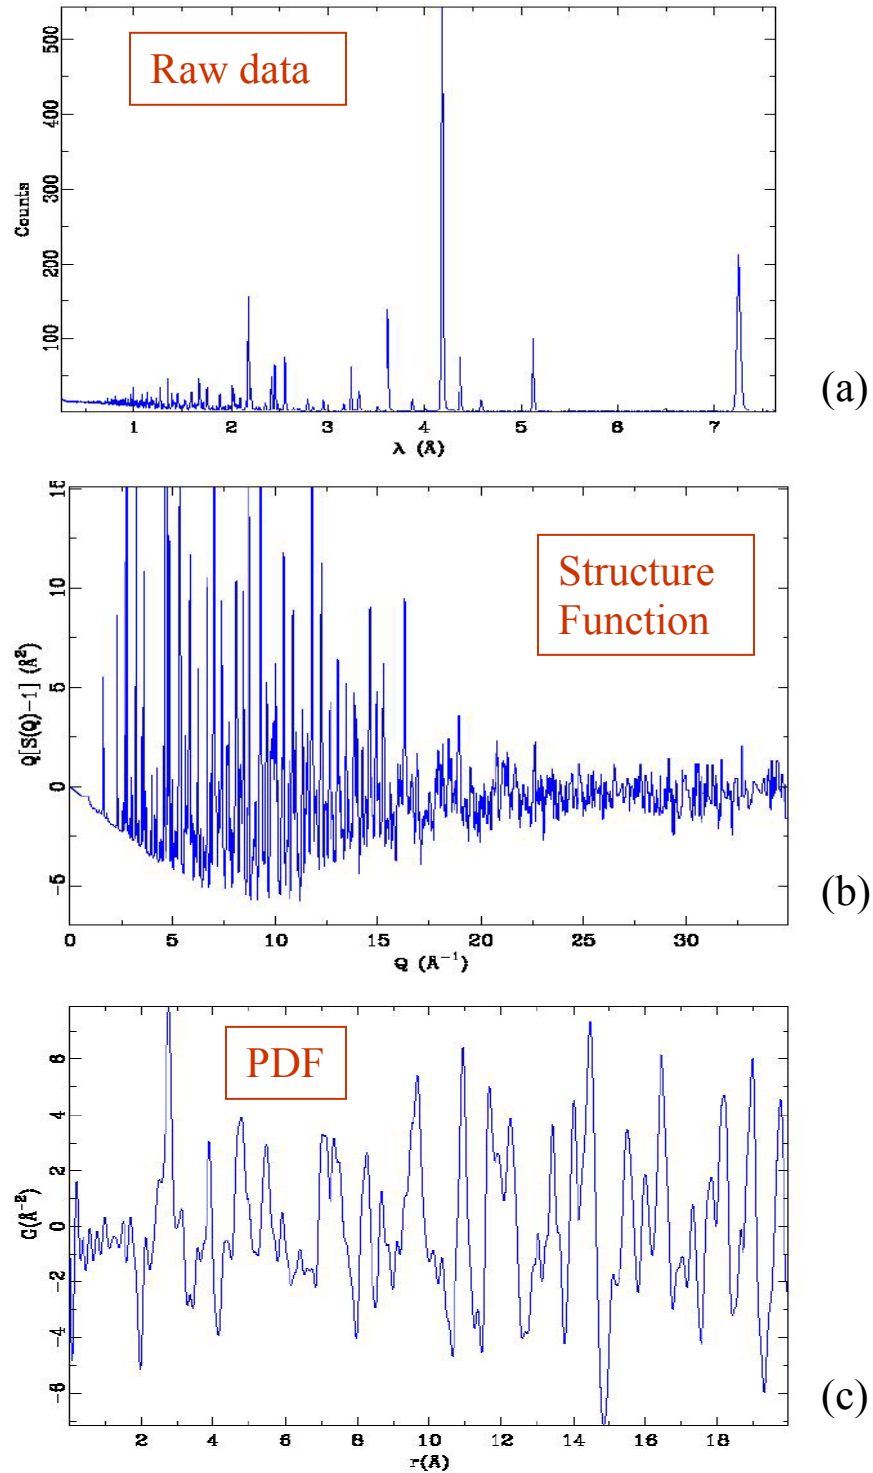 500
400
300
200
100
Counts
Raw data
1 2 3 4 5 6 7
λ (Å)
(a)
15
10
5
0
-5
Q[S(Q)-1] (Å²)
Structure
Function
0 5 10 15 20 25 30
Q (Å⁻¹)
(b)
6
4
2
0
-2
-4
-6
G(Å⁻²)
PDF
2 4 6 8 10 12 14 16 18
r(Å)
(c)